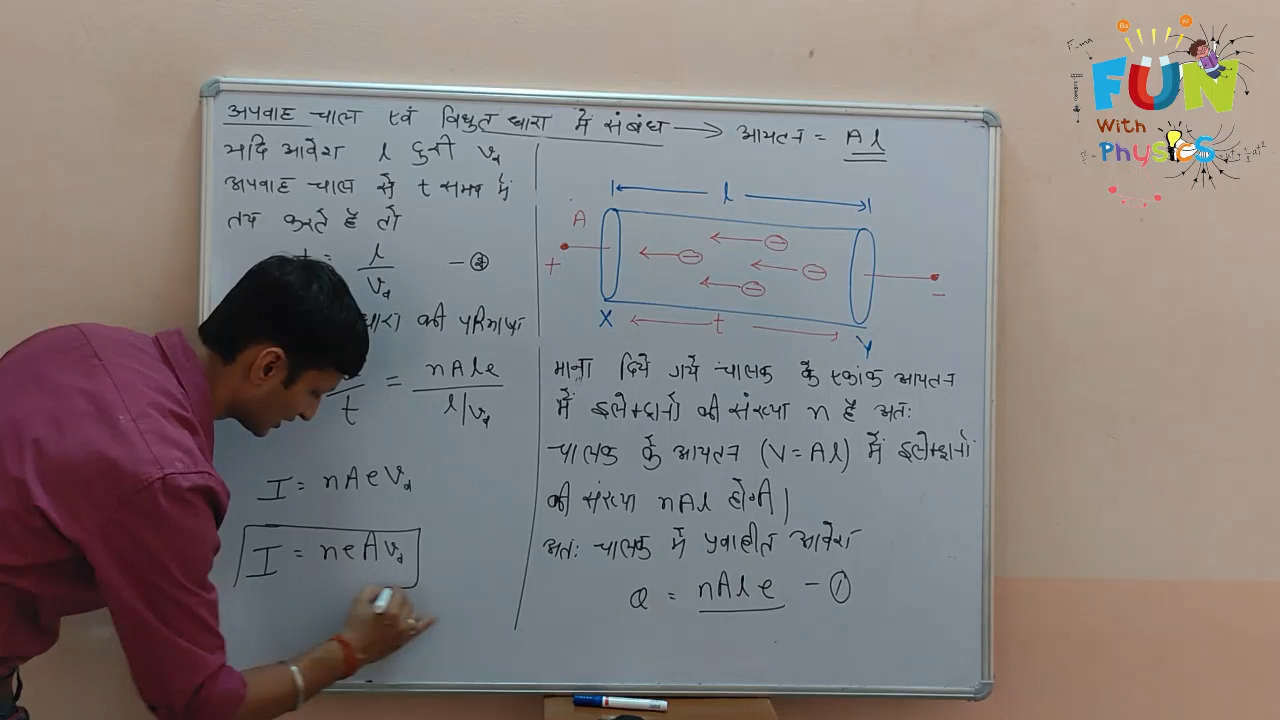 अपवाह चाल एवं विधुत धारा में संबंध → आयतन = Al
यदि आवेश l दुरी Vd
अपवाह चाल से t समय में
तय करते है तो
t = l/Vd - ②
धारा की परिभाषा
/t = nAle / l/Vd
I = nAeVd
I = neAVd
l
A
+
-
X
t
Y
माना दिये गये चालक के एकांक आयतन
में इलेक्ट्रानो की संख्या n है अतः
चालक के आयतन (V = Al) में इलेक्ट्रानो
की संख्या nAl होगी।
अतः चालक में प्रवाहीत आवेश
Q = nAle - ①
FUN
With
Physics